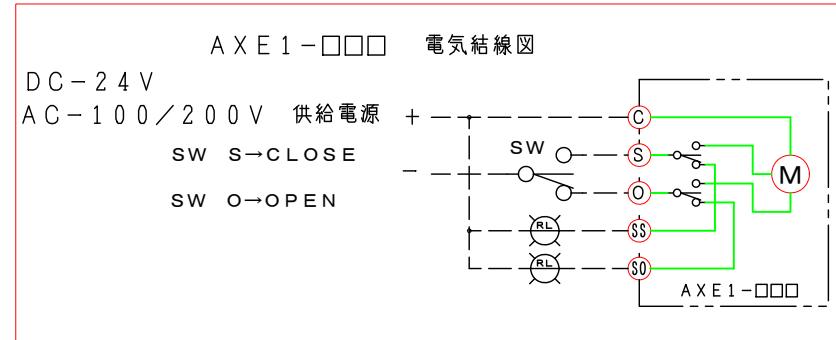 AXE1-□□□ 電気結線図
DC-24V
AC-100/200V 供給電源 + C
SW S→CLOSE SW S
- M
SW O→OPEN O
RL SS
RL SO
AXE1-□□□